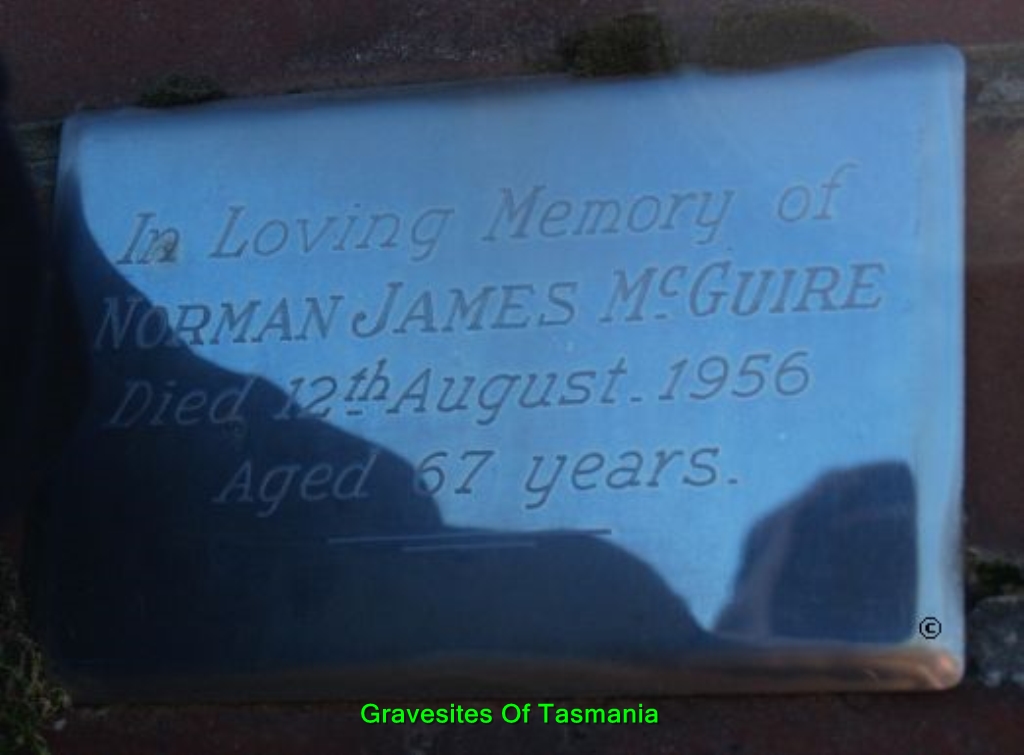 In Loving Memory of
NORMAN JAMES McGUIRE
Died 12th August. 1956
Aged 67 years.
©
Gravesites Of Tasmania